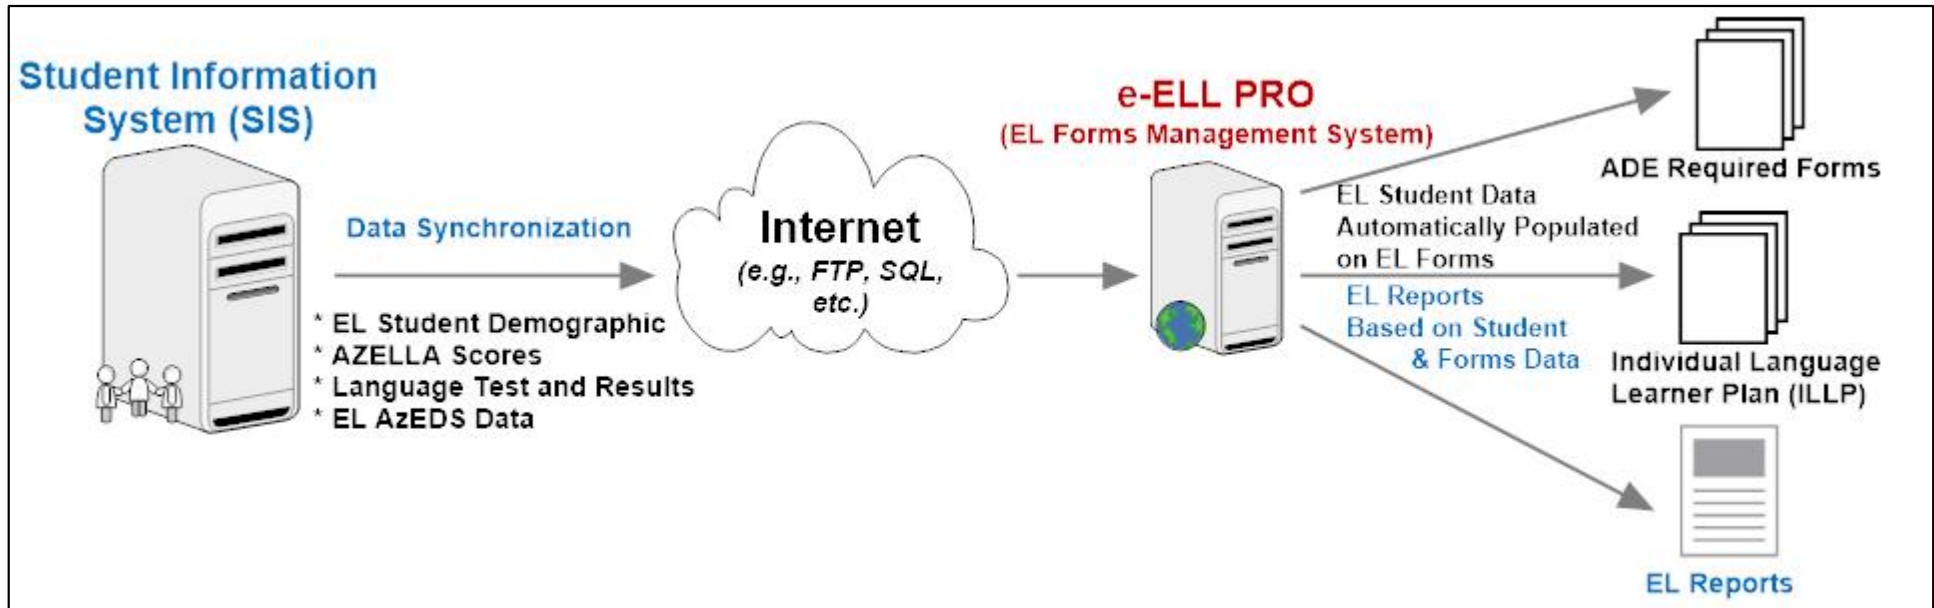 Student Information
System (SIS)
Data Synchronization
* EL Student Demographic
* AZELLA Scores
* Language Test and Results
* EL AzEDS Data
Internet
(e.g., FTP, SQL,
etc.)
e-ELL PRO
(EL Forms Management System)
EL Student Data
Automatically Populated
on EL Forms
EL Reports
Based on Student
& Forms Data
ADE Required Forms
Individual Language
Learner Plan (ILLP)
EL Reports